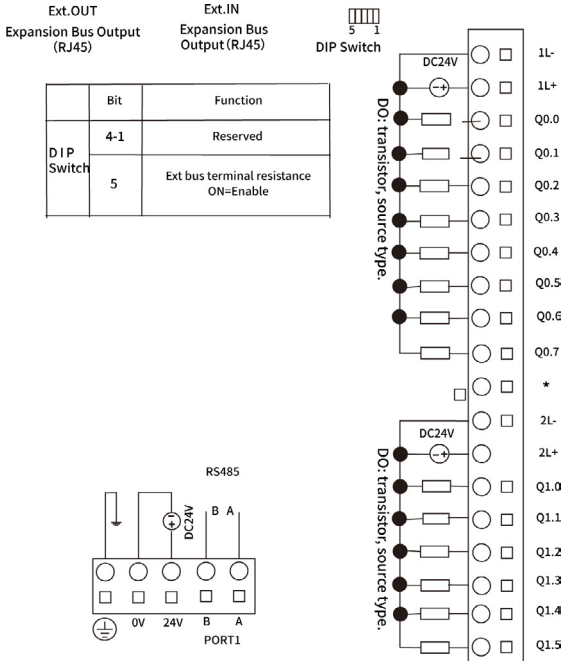 Ext.OUT
Expansion Bus Output
(RJ45)
Ext.IN
Expansion Bus
Output (RJ45)
5 1
DIP Switch
Bit Function
DIP
Switch
4-1 Reserved
5 Ext bus terminal resistance
ON=Enable
DC24V
DO: transistor, source type.
1L-
1L+
Q0.0
Q0.1
Q0.2
Q0.3
Q0.4
Q0.5
Q0.6
Q0.7
*
DC24V
DO: transistor, source type.
2L-
2L+
Q1.0
Q1.1
Q1.2
Q1.3
Q1.4
Q1.5
RS485
DC24V
B A
0V 24V B A
PORT1